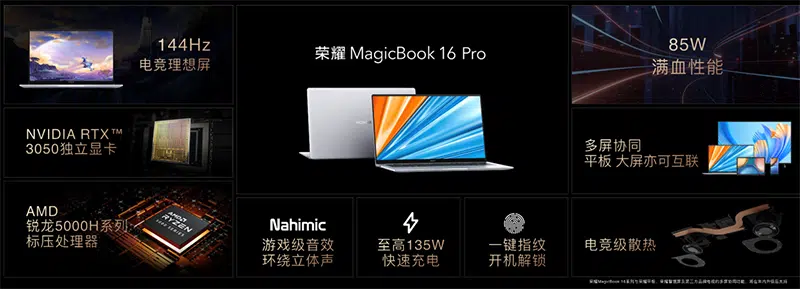 144Hz
电竞理想屏
NVIDIA RTX™
3050独立显卡
AMD
锐龙5000H系列
标压处理器
AMD
RYZEN
荣耀 MagicBook 16 Pro
Nahimic
游戏级音效
环绕立体声
至高135W
快速充电
一键指纹
开机解锁
85W
满血性能
多屏协同
平板 大屏亦可互联
电竞级散热